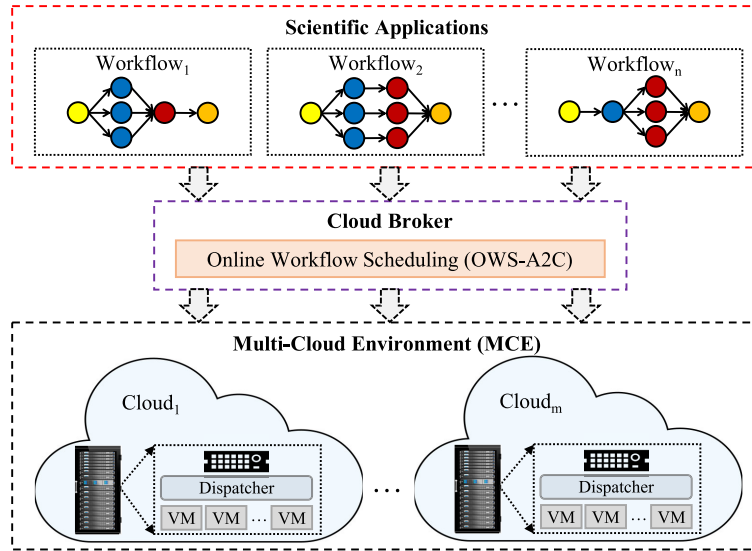 Scientific Applications
Workflow1
Workflow2
Workflown
...
Cloud Broker
Online Workflow Scheduling (OWS-A2C)
Multi-Cloud Environment (MCE)
Cloud1
Cloudm
Dispatcher
VM VM ... VM
...
Dispatcher
VM VM ... VM